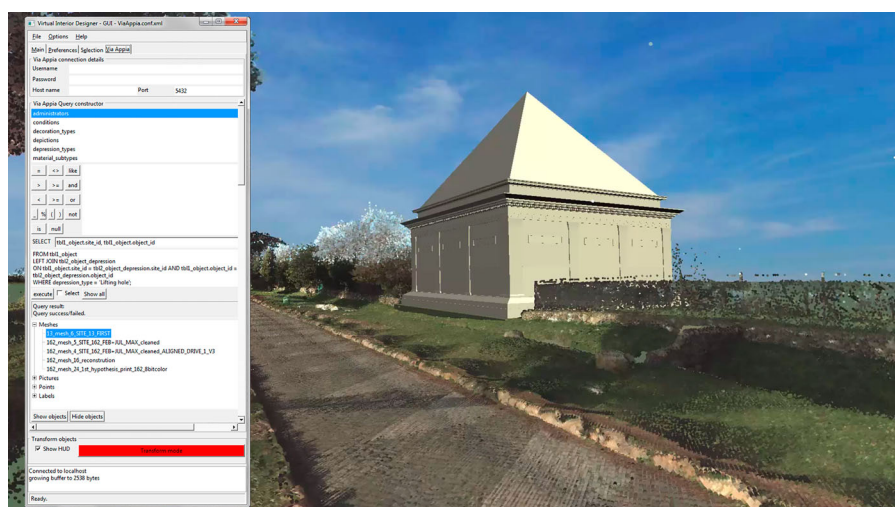 Virtual Interior Designer - GUI - ViaAppia.conf.xml
File Options Help
Main Preferences Selection Via Appia
Via Appia connection details
Username
Password
Host name Port 5432
Via Appia Query constructor
administrators
conditions
decoration_types
depictions
depression_types
material_subtypes
= <> like
> >= and
< >= or
_ % ( ) not
is null
SELECT tbl1_object.site_id, tbl1_object.object_id
FROM tbl1_object
LEFT JOIN tbl2_object_depression
ON tbl1_object.site_id = tbl2_object_depression.site_id AND tbl1_object.object_id =
tbl2_object_depression.object_id
WHERE depression_type = 'Lifting hole';
execute Select Show all
Query result:
Query success/failed.
Meshes
13_mesh_6_SITE_13_FIRST
162_mesh_5_SITE_162_FEB+JUL_MAX_cleaned
162_mesh_4_SITE_162_FEB+JUL_MAX_cleaned_ALIGNED_DRIVE_1_V3
162_mesh_16_reconstrution
162_mesh_24_1st_hypothesis_print_162_8bitcolor
Pictures
Points
Labels
Show objects Hide objects
Transform objects
Show HUD Transform mode
Connected to localhost
growing buffer to 2538 bytes
Ready.